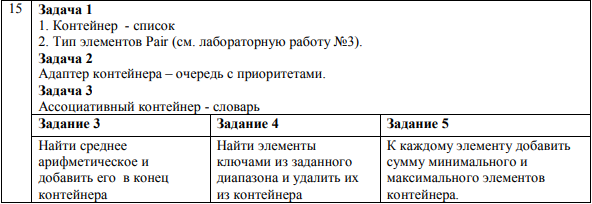 15
Задача 1
1. Контейнер - список
2. Тип элементов Pair (см. лабораторную работу №3).
Задача 2
Адаптер контейнера – очередь с приоритетами.
Задача 3
Ассоциативный контейнер - словарь
Задание 3
Найти среднее
арифметическое и
добавить его в конец
контейнера
Задание 4
Найти элементы
ключами из заданного
диапазона и удалить их
из контейнера
Задание 5
К каждому элементу добавить
сумму минимального и
максимального элементов
контейнера.